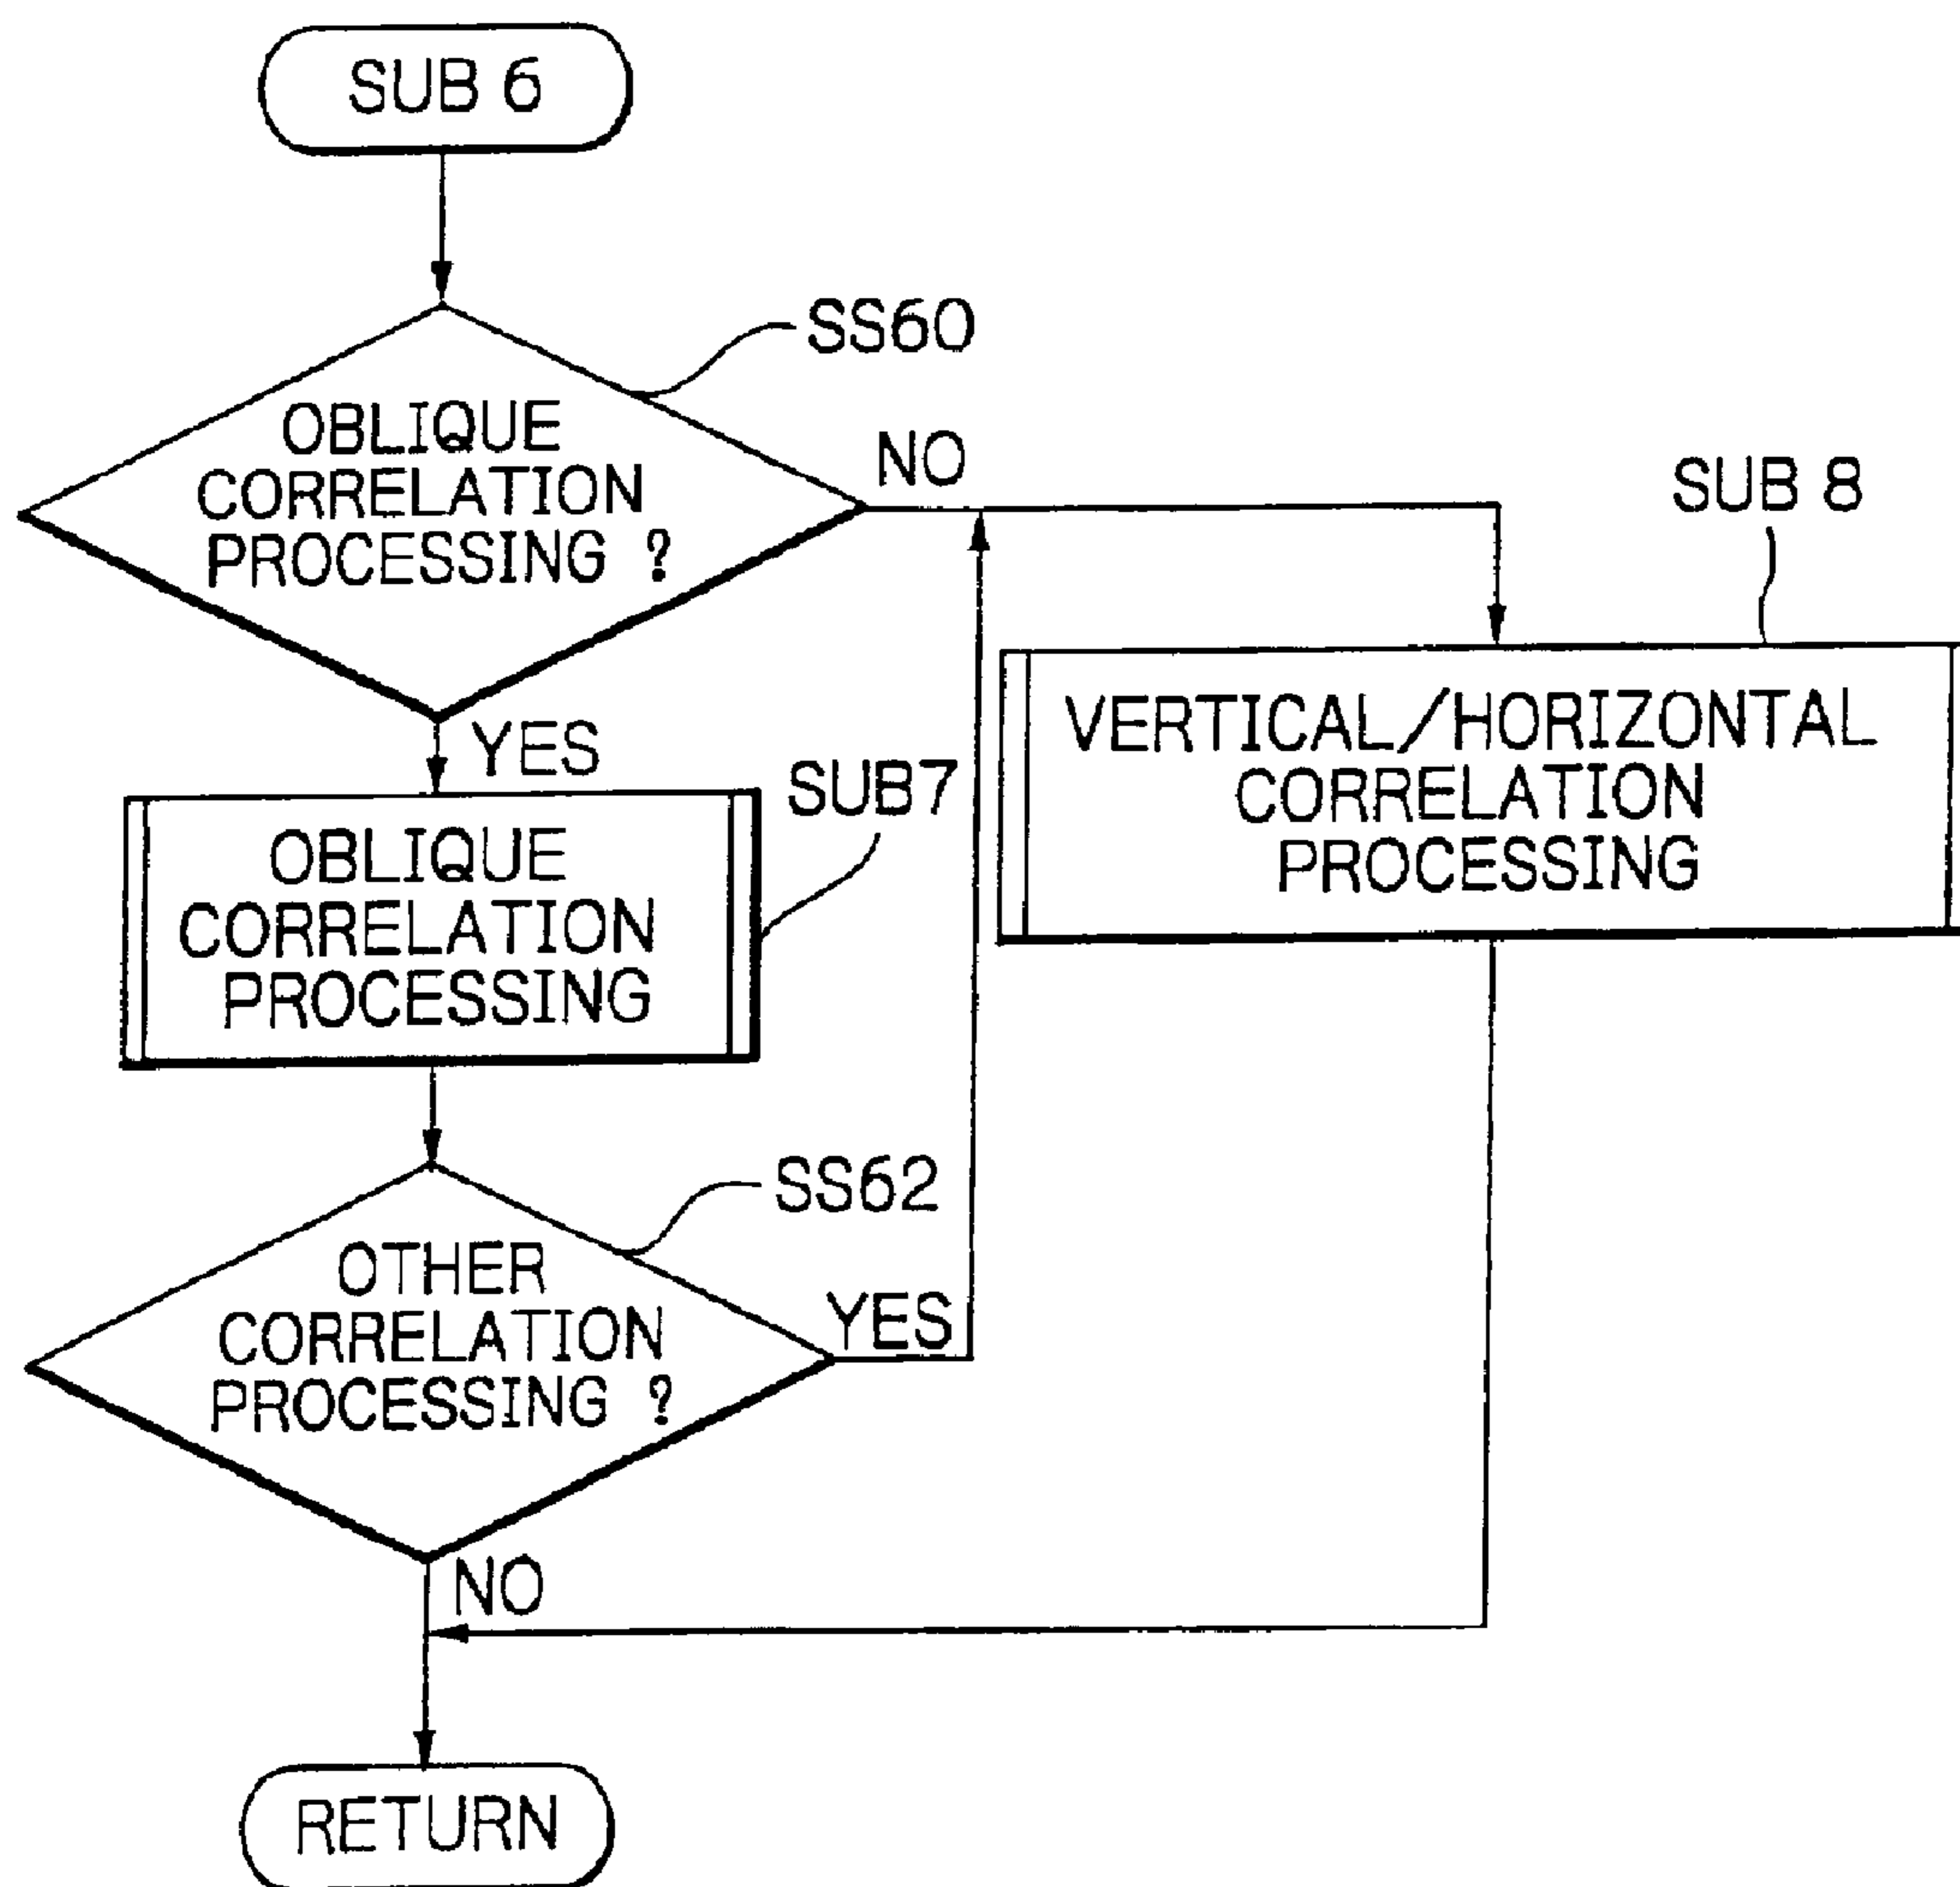 SUB 6
SS60
OBLIQUE
CORRELATION
PROCESSING ?
NO
SUB 8
YES
VERTICAL/HORIZONTAL
CORRELATION
PROCESSING
SUB7
OBLIQUE
CORRELATION
PROCESSING
SS62
OTHER
CORRELATION
PROCESSING ?
YES
NO
RETURN